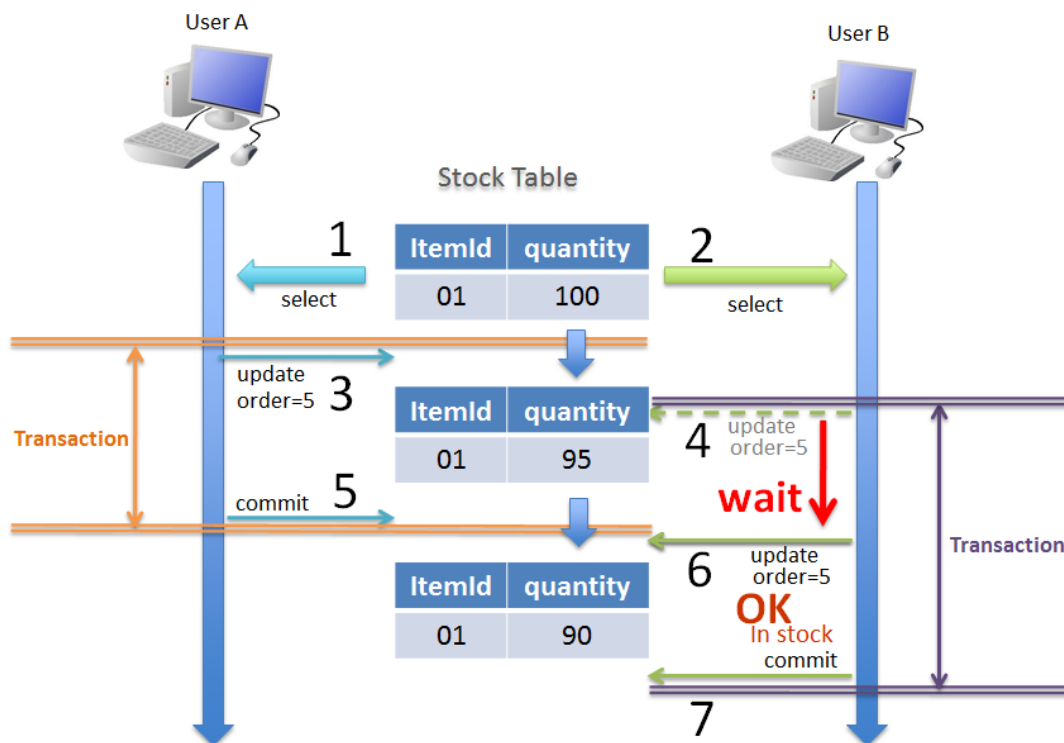 User A
User B
Stock Table
1
ItemId quantity
2
01 100
select
select
update
order=5
3
ItemId quantity
4
update
order=5
Transaction
01 95
wait
commit
5
Transaction
6
update
order=5
ItemId quantity
OK
01 90
In stock
commit
7